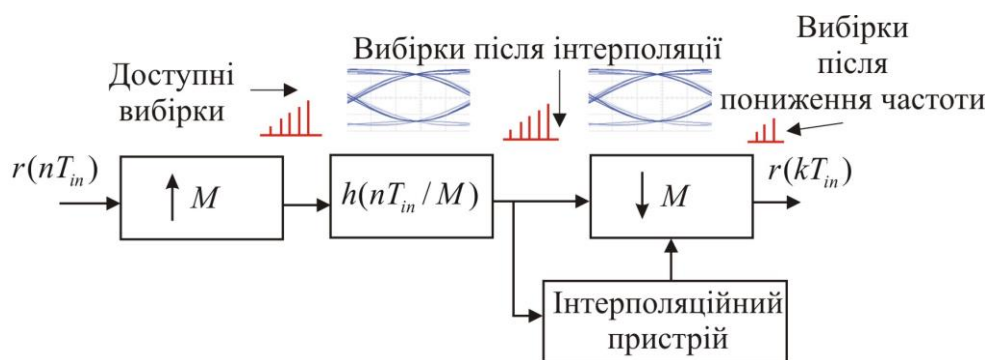 Доступні
вибірки
Вибірки після інтерполяції
Вибірки
після
пониження частоти
r(nT_in)
↑ M
h(nT_in / M)
↓ M
r(kT_in)
Інтерполяційний
пристрій